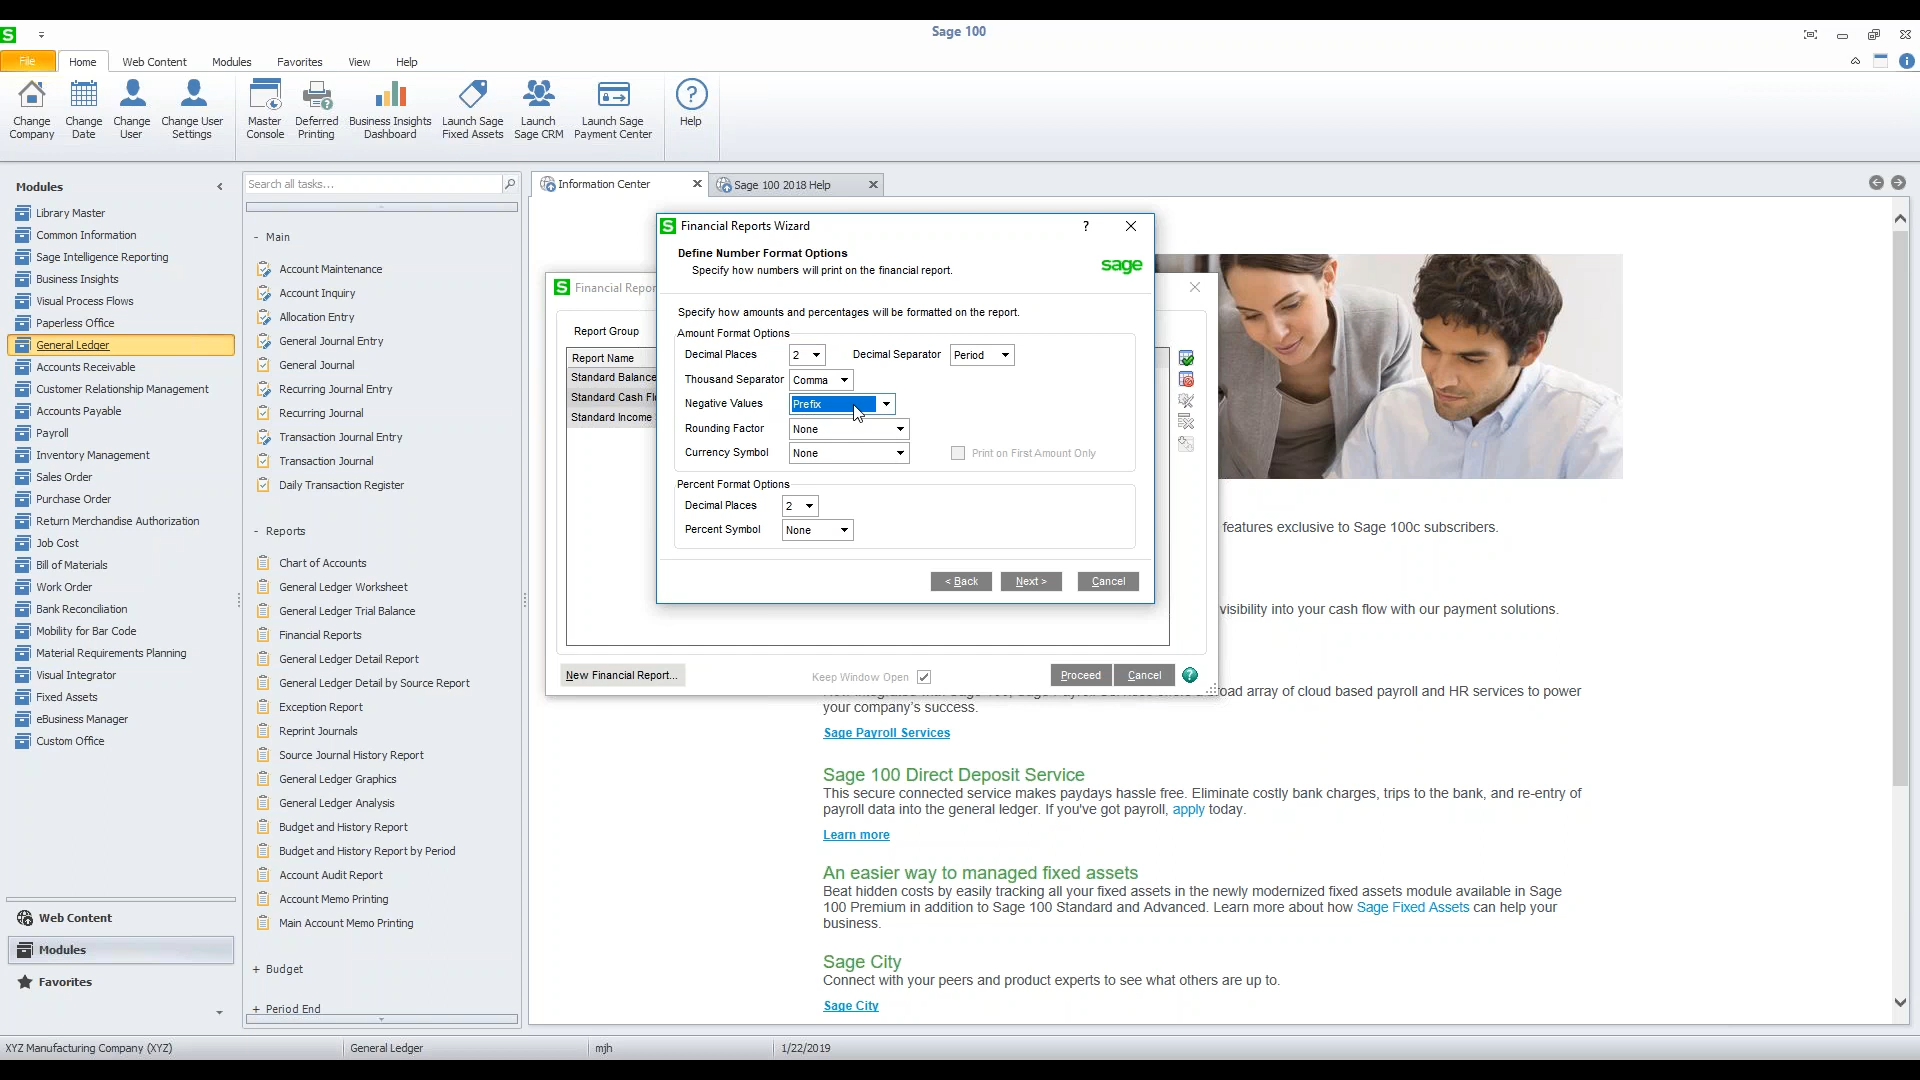 Sage 100
File
Home
Web Content
Modules
Favorites
View
Help
Change Company
Change Date
Change User
Change User Settings
Master Console
Deferred Printing
Business Insights Dashboard
Launch Sage Fixed Assets
Launch Sage CRM
Launch Sage Payment Center
Help
Modules
Library Master
Common Information
Sage Intelligence Reporting
Business Insights
Visual Process Flows
Paperless Office
General Ledger
Accounts Receivable
Customer Relationship Management
Accounts Payable
Payroll
Inventory Management
Sales Order
Purchase Order
Return Merchandise Authorization
Job Cost
Bill of Materials
Work Order
Bank Reconciliation
Mobility for Bar Code
Material Requirements Planning
Visual Integrator
Fixed Assets
eBusiness Manager
Custom Office
Web Content
Modules
Favorites
Search all tasks...
- Main
Account Maintenance
Account Inquiry
Allocation Entry
General Journal Entry
General Journal
Recurring Journal Entry
Recurring Journal
Transaction Journal Entry
Transaction Journal
Daily Transaction Register
- Reports
Chart of Accounts
General Ledger Worksheet
General Ledger Trial Balance
Financial Reports
General Ledger Detail Report
General Ledger Detail by Source Report
Exception Report
Reprint Journals
Source Journal History Report
General Ledger Graphics
General Ledger Analysis
Budget and History Report
Budget and History Report by Period
Account Audit Report
Account Memo Printing
Main Account Memo Printing
+ Budget
+ Period End
Information Center
Sage 100 2018 Help
Financial Repor
Report Group
Report Name
Standard Balance
Standard Cash Fl
Standard Income
New Financial Report...
Keep Window Open
Proceed
Cancel
Financial Reports Wizard
Define Number Format Options
Specify how numbers will print on the financial report.
sage
Specify how amounts and percentages will be formatted on the report.
Amount Format Options
Decimal Places 2 Decimal Separator Period
Thousand Separator Comma
Negative Values Prefix
Rounding Factor None
Currency Symbol None Print on First Amount Only
Percent Format Options
Decimal Places 2
Percent Symbol None
< Back
Next >
Cancel
features exclusive to Sage 100c subscribers.
visibility into your cash flow with our payment solutions.
road array of cloud based payroll and HR services to power
your company's success.
Sage Payroll Services
Sage 100 Direct Deposit Service
This secure connected service makes paydays hassle free. Eliminate costly bank charges, trips to the bank, and re-entry of
payroll data into the general ledger. If you've got payroll, apply today.
Learn more
An easier way to managed fixed assets
Beat hidden costs by easily tracking all your fixed assets in the newly modernized fixed assets module available in Sage
100 Premium in addition to Sage 100 Standard and Advanced. Learn more about how Sage Fixed Assets can help your
business.
Sage City
Connect with your peers and product experts to see what others are up to.
Sage City
XYZ Manufacturing Company (XYZ)
General Ledger
mjh
1/22/2019